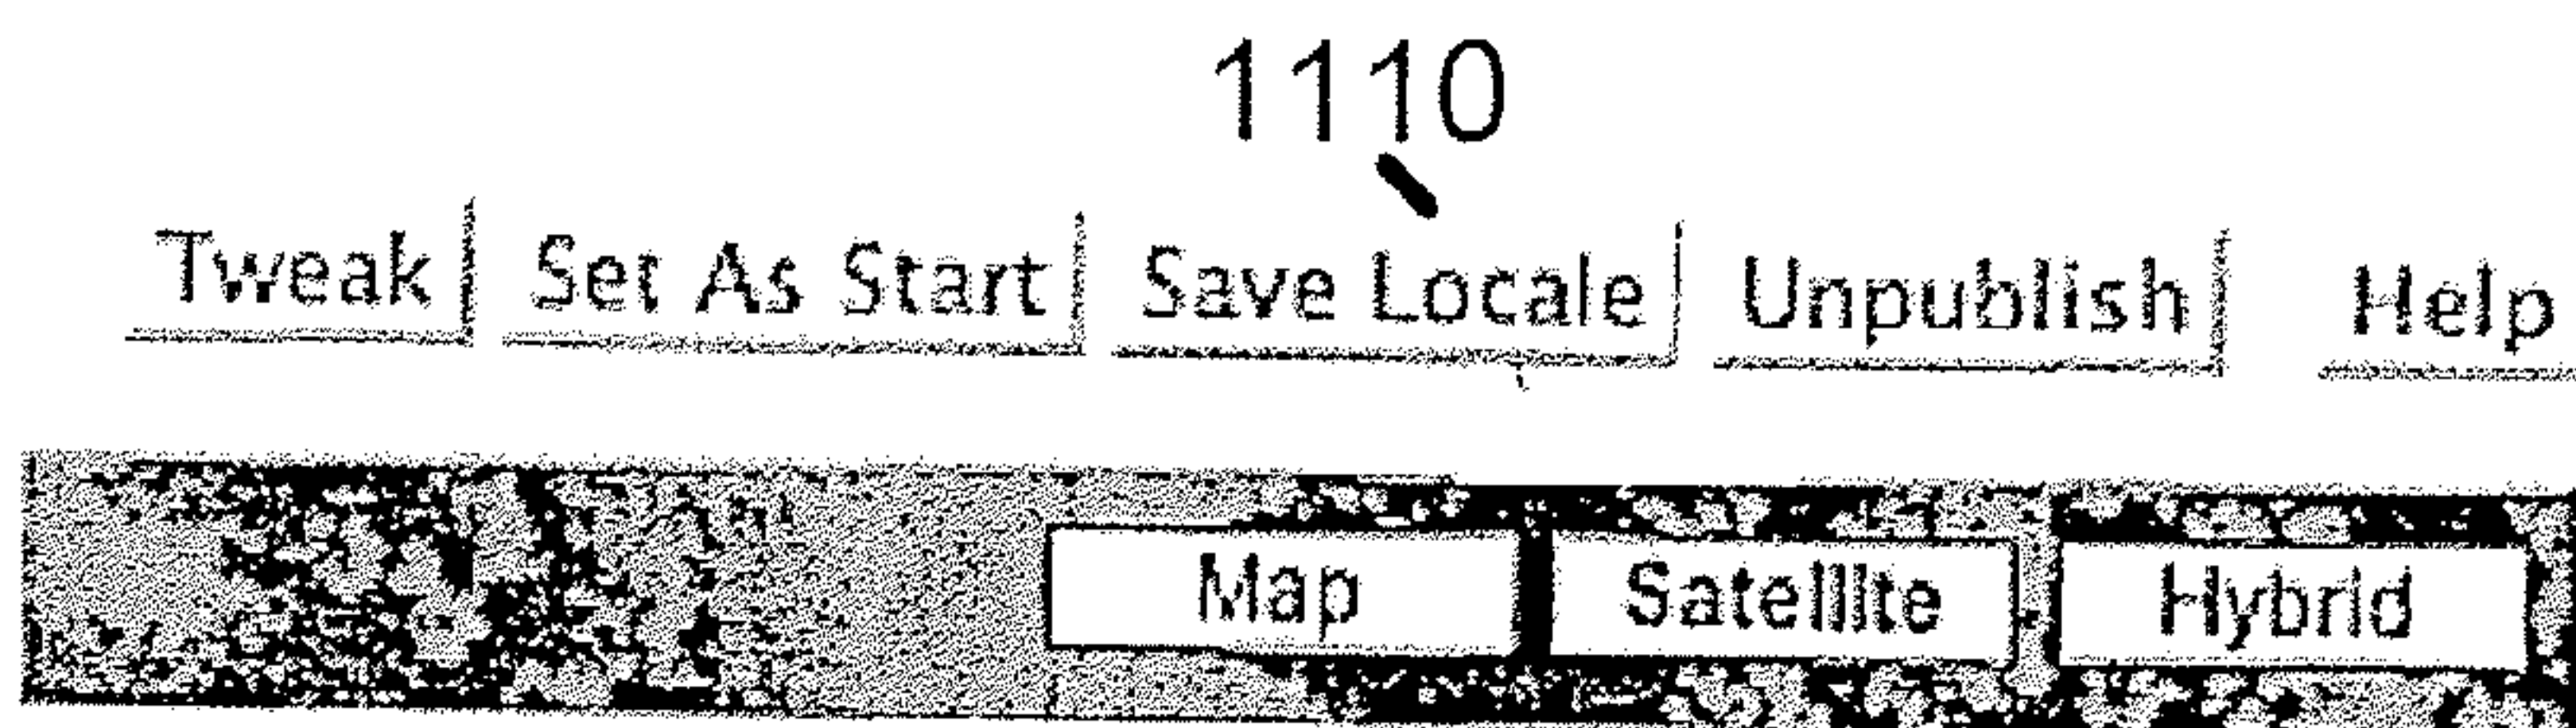 1110
Tweak Set As Start Save Locale Unpublish Help
Map Satellite Hybrid